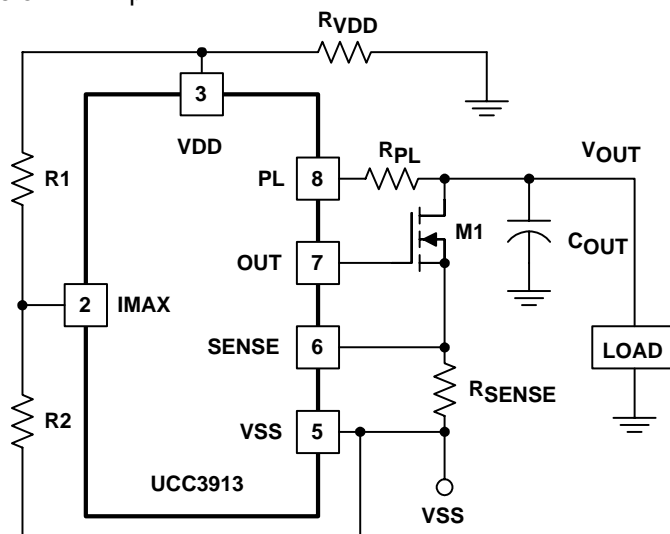 RVDD
3
VDD
R1
PL
8
RPL
VOUT
M1
COUT
OUT
7
2
IMAX
SENSE
6
LOAD
RSENSE
R2
VSS
5
UCC3913
VSS